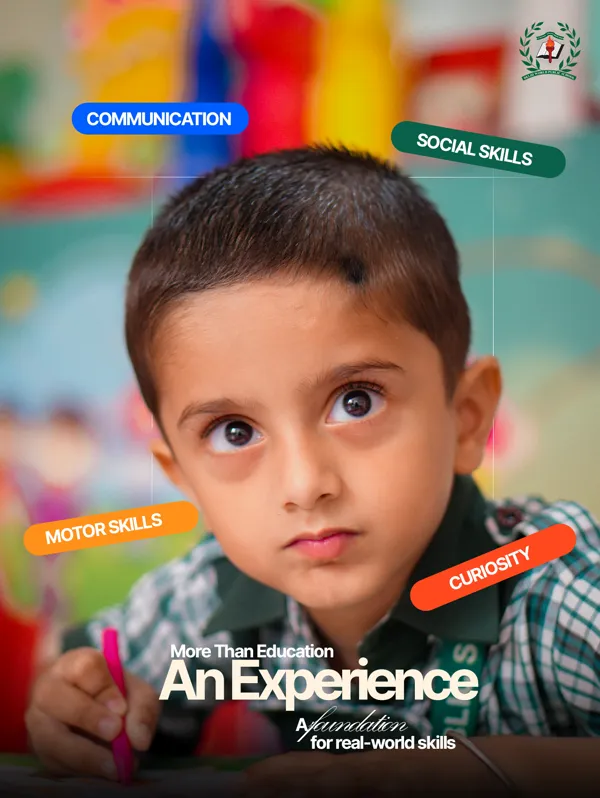 COMMUNICATION
SOCIAL SKILLS
MOTOR SKILLS
CURIOSITY
More Than Education
An Experience
A foundation
for real-world skills